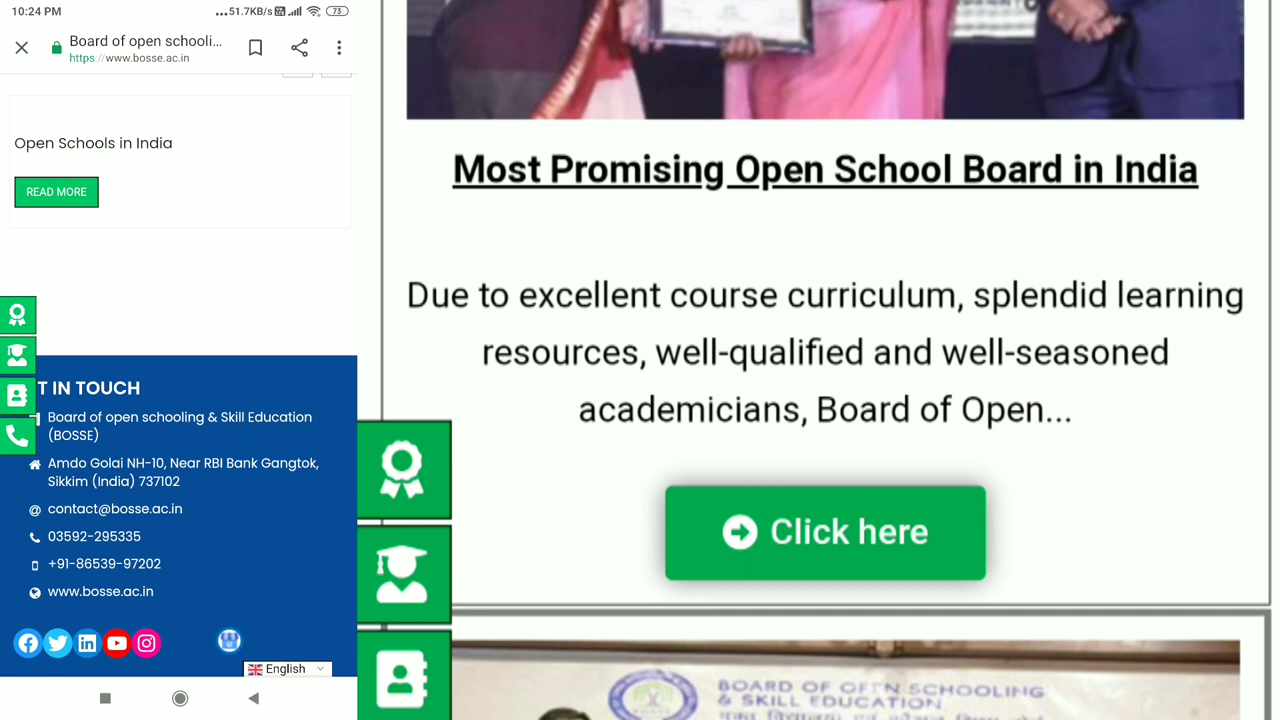 10:24 PM
...51.7KB/s
73
Board of open schooli...
https://www.bosse.ac.in
Open Schools in India
READ MORE
T IN TOUCH
Board of open schooling & Skill Education
(BOSSE)
Amdo Golai NH-10, Near RBI Bank Gangtok,
Sikkim (India) 737102
contact@bosse.ac.in
03592-295335
+91-86539-97202
www.bosse.ac.in
English
Most Promising Open School Board in India
Due to excellent course curriculum, splendid learning
resources, well-qualified and well-seasoned
academicians, Board of Open...
Click here
BOARD OF OPEN SCHOOLING
& SKILL EDUCATION